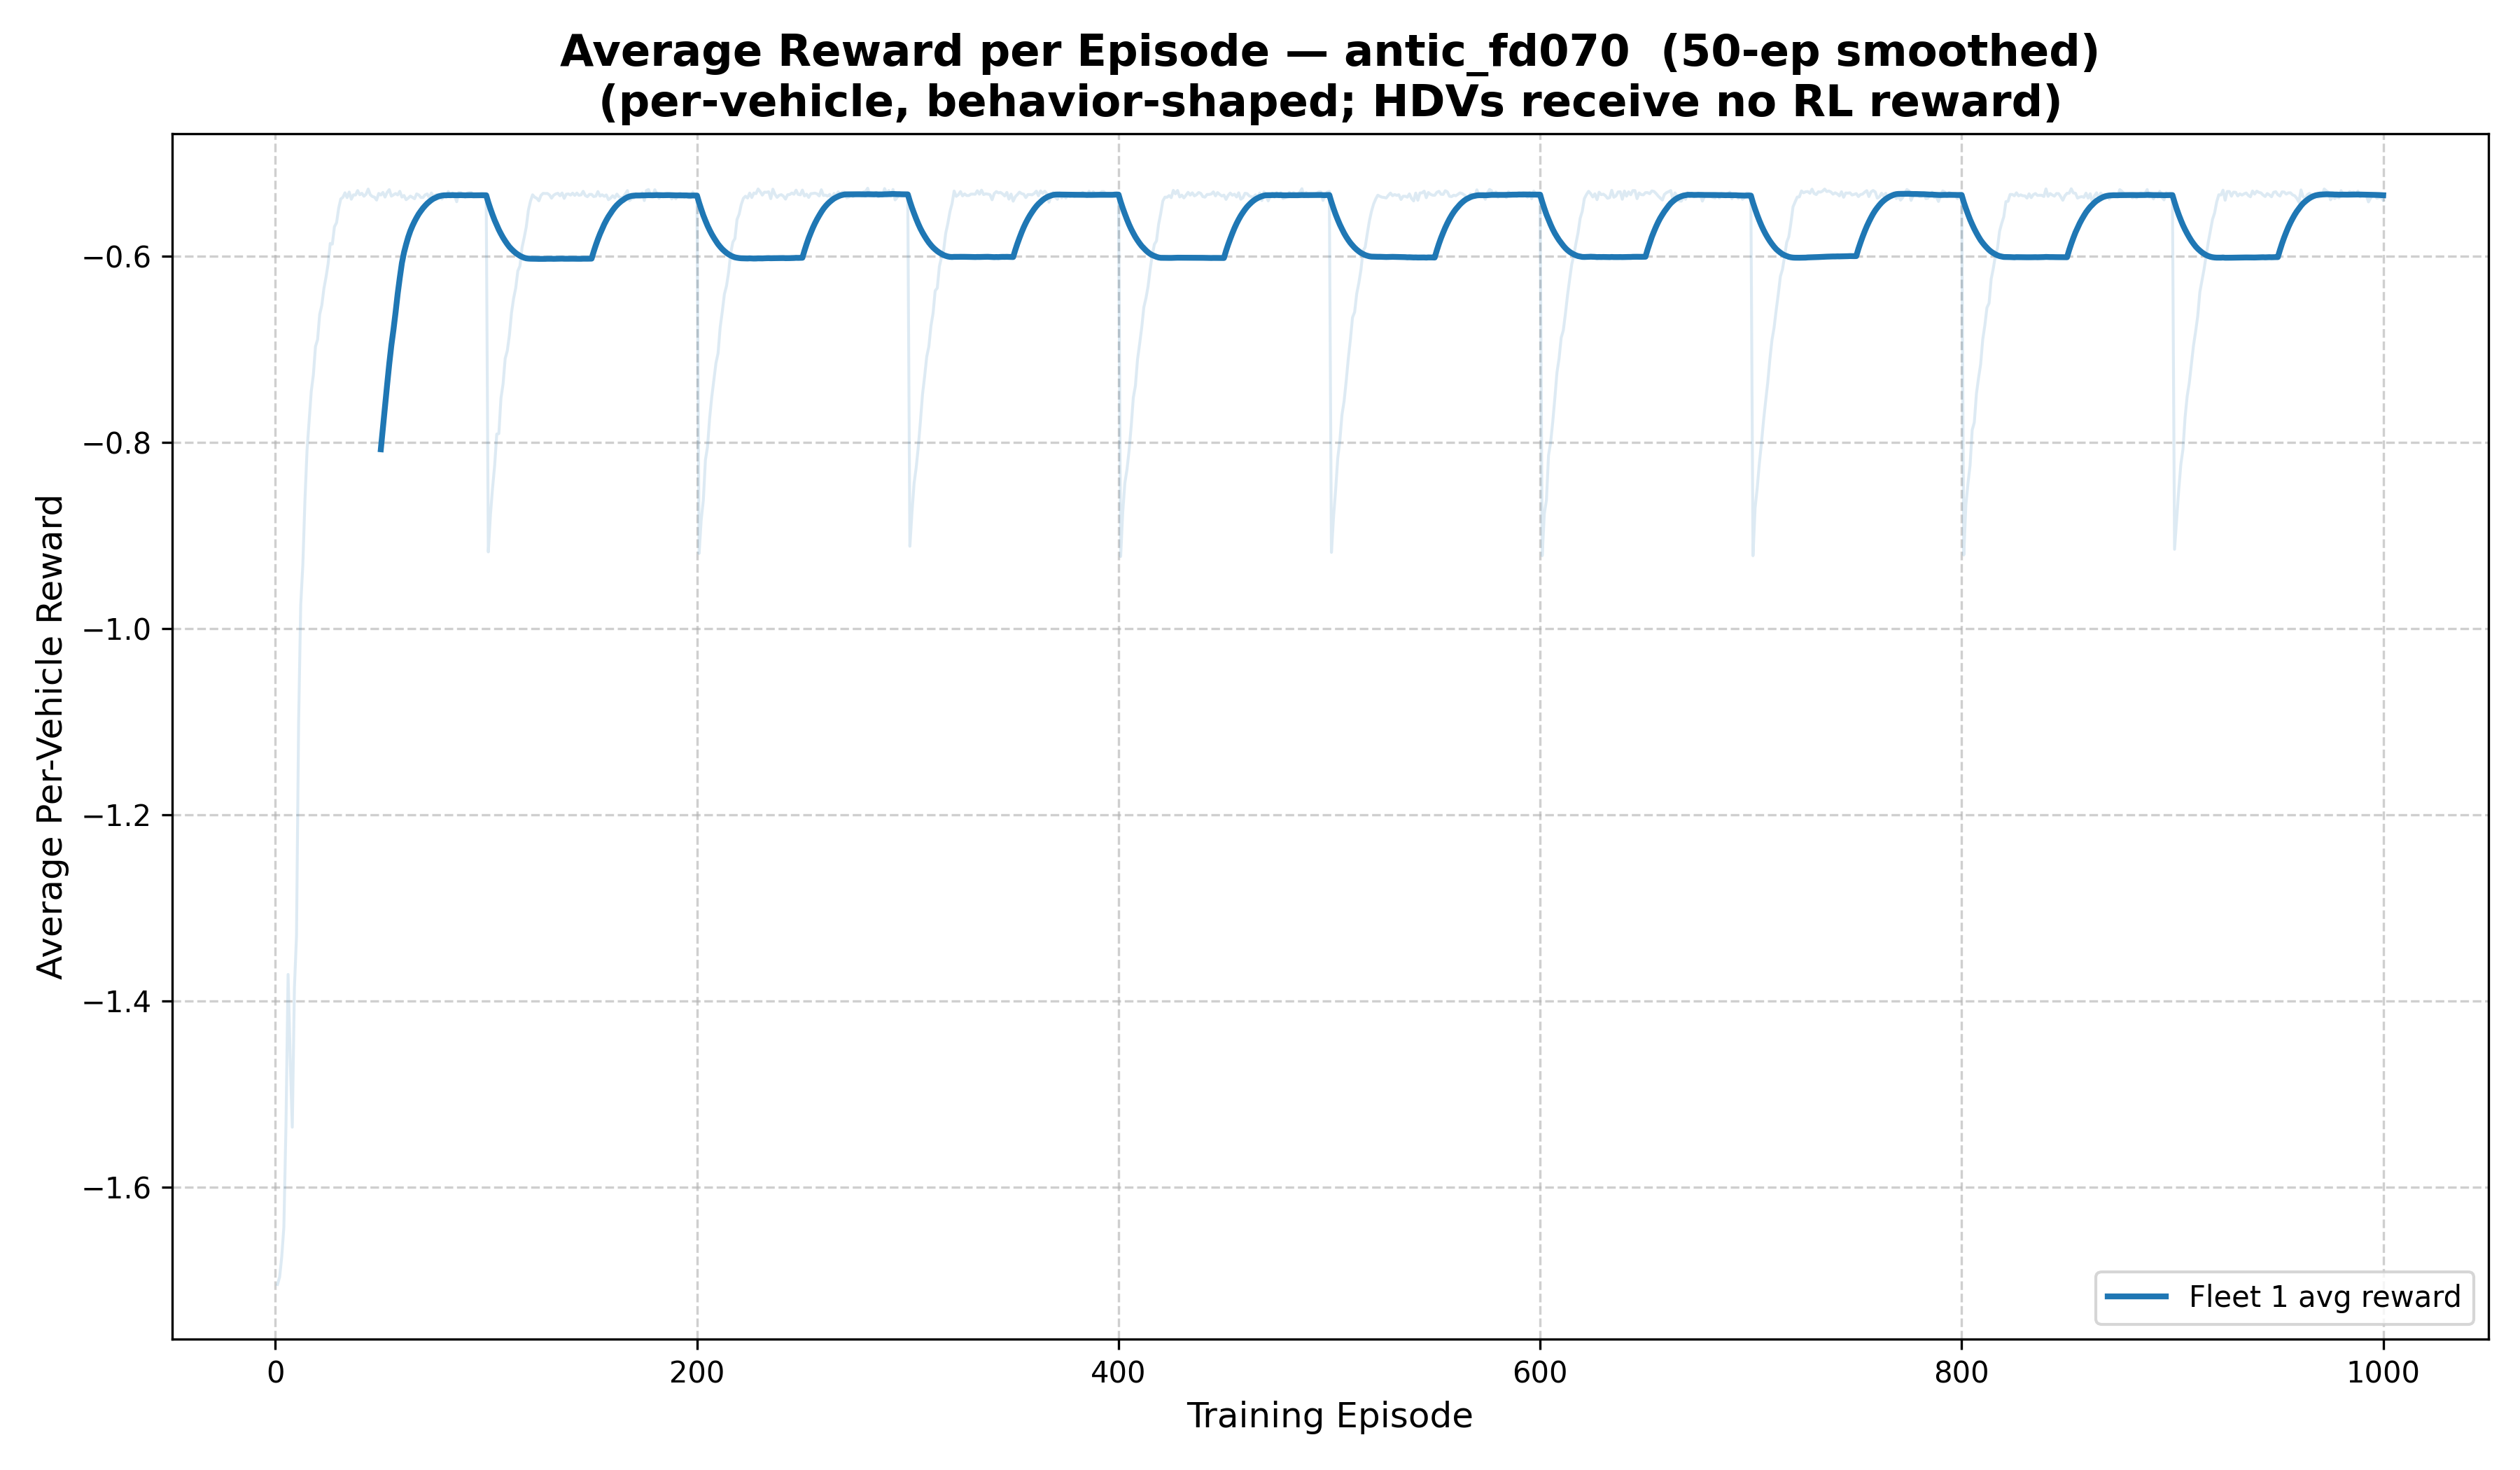 Average Reward per Episode — antic_fd070  (50-ep smoothed)
(per-vehicle, behavior-shaped; HDVs receive no RL reward)
Average Per-Vehicle Reward
−0.6
−0.8
−1.0
−1.2
−1.4
−1.6
Fleet 1 avg reward
0
200
400
600
800
1000
Training Episode